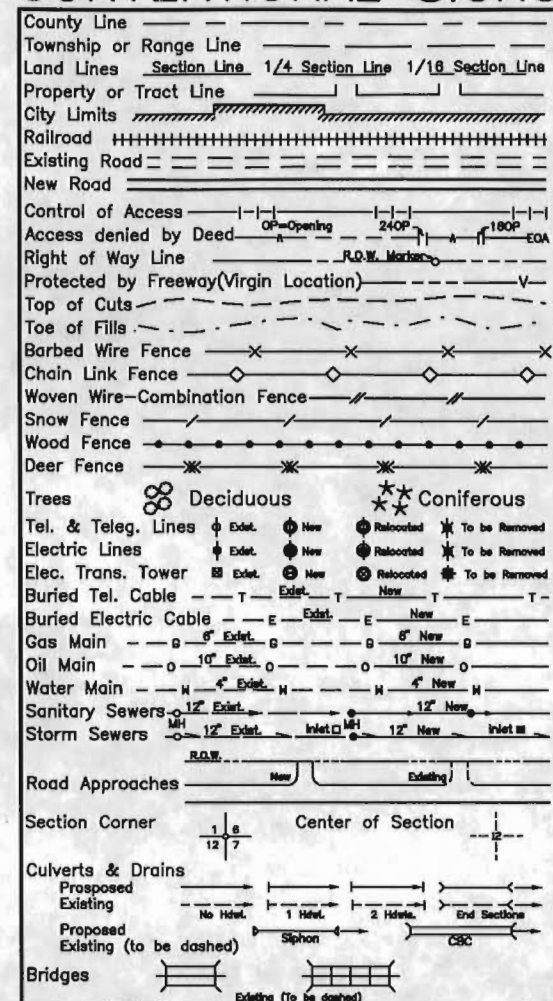 County Line
Township or Range Line
Land Lines Section Line 1/4 Section Line 1/16 Section Line
Property or Tract Line
City Limits
Railroad
Existing Road
New Road
Control of Access
Access denied by Deed OP=Opening A 24OP A 18OP EOA
Right of Way Line R.O.W. Marker
Protected by Freeway(Virgin Location) V
Top of Cuts
Toe of Fills
Barbed Wire Fence
Chain Link Fence
Woven Wire-Combination Fence
Snow Fence
Wood Fence
Deer Fence
Trees Deciduous Coniferous
Tel. & Teleg. Lines Exist. New Relocated To be Removed
Electric Lines Exist. New Relocated To be Removed
Elec. Trans. Tower Exist. New Relocated To be Removed
Buried Tel. Cable T Exist. T New T T
Buried Electric Cable E Exist. E New E
Gas Main G 6" Exist. G G 6" New G
Oil Main O 10" Exist. O O 10" New O
Water Main H 4" Exist. H H 4" New H
Sanitary Sewers 12" Exist. 12" New
Storm Sewers MH 12" Exist. Inlet MH 12" New Inlet
R.O.W.
Road Approaches New Existing
Section Corner 1 6 12 7 Center of Section 12
Culverts & Drains
Prosposed
Existing
No Hdwl. 1 Hdwl. 2 Hdwls. End Sections
Proposed
Existing (to be dashed) Siphon CBC
Bridges
Existing (To be dashed)